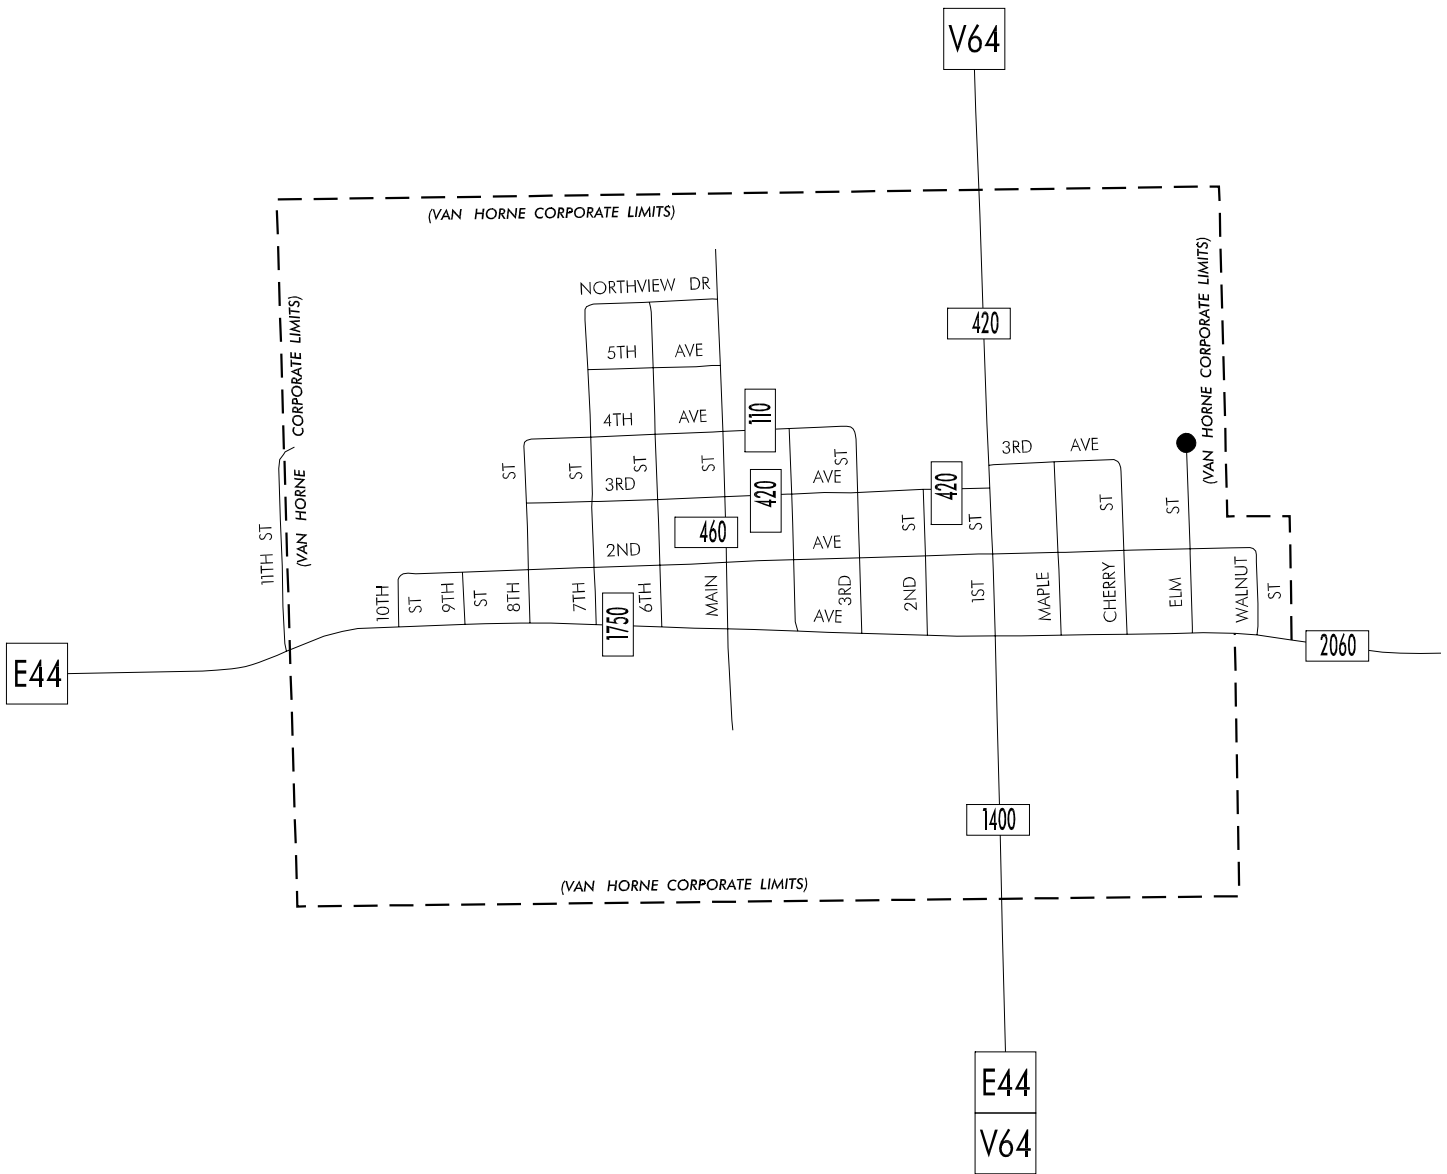 V64
(VAN HORNE CORPORATE LIMITS)
(VAN HORNE CORPORATE LIMITS)
(VAN HORNE CORPORATE LIMITS)
NORTHVIEW DR
420
5TH AVE
110
4TH AVE
3RD AVE
ST
ST
ST
ST
ST
3RD AVE
420
420
460
ST
ST
ST
ST
2ND AVE
11TH ST
10TH ST
9TH ST
8TH
7TH
6TH
MAIN
3RD
2ND
1ST
MAPLE
CHERRY
ELM
WALNUT ST
1750
AVE
E44
2060
1400
(VAN HORNE CORPORATE LIMITS)
E44
V64